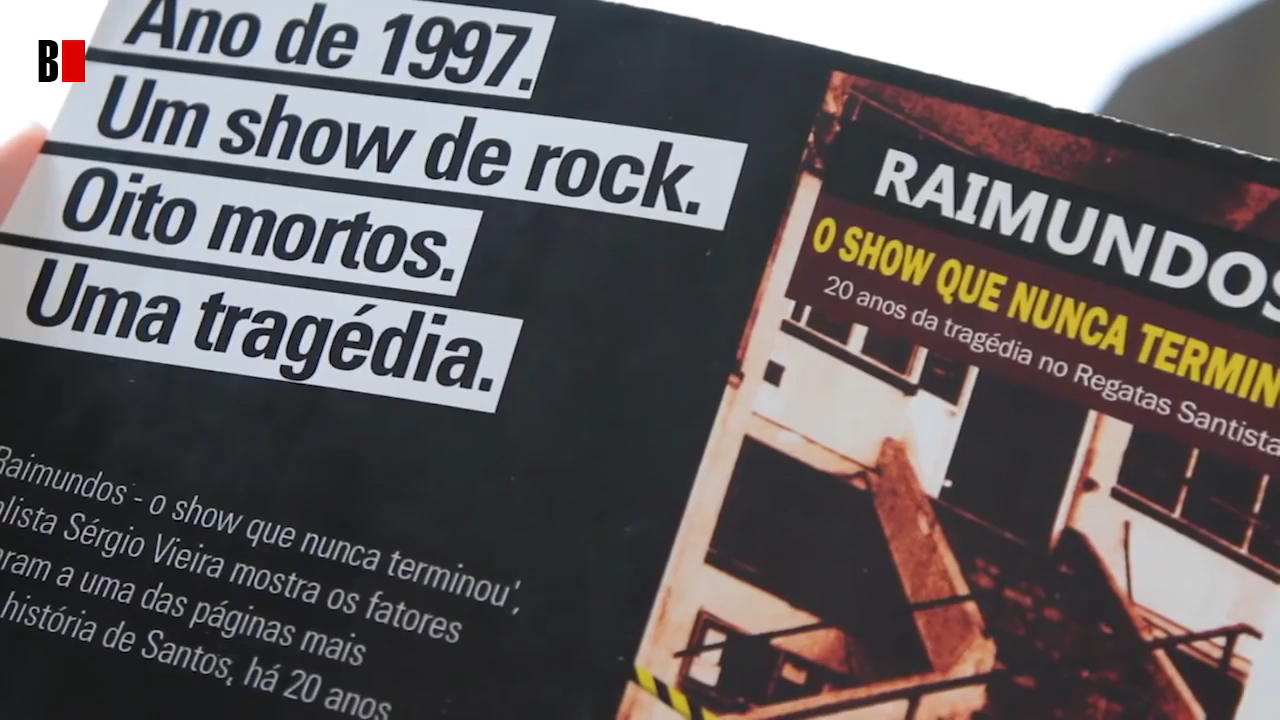 B
Ano de 1997.
Um show de rock.
Oito mortos.
Uma tragédia.
Raimundos - o show que nunca terminou',
Sérgio Vieira mostra os fatores
a uma das páginas mais
história de Santos, há 20 anos
RAIMUNDOS
O SHOW QUE NUNCA
20 anos da tragédia no Regatas Santista